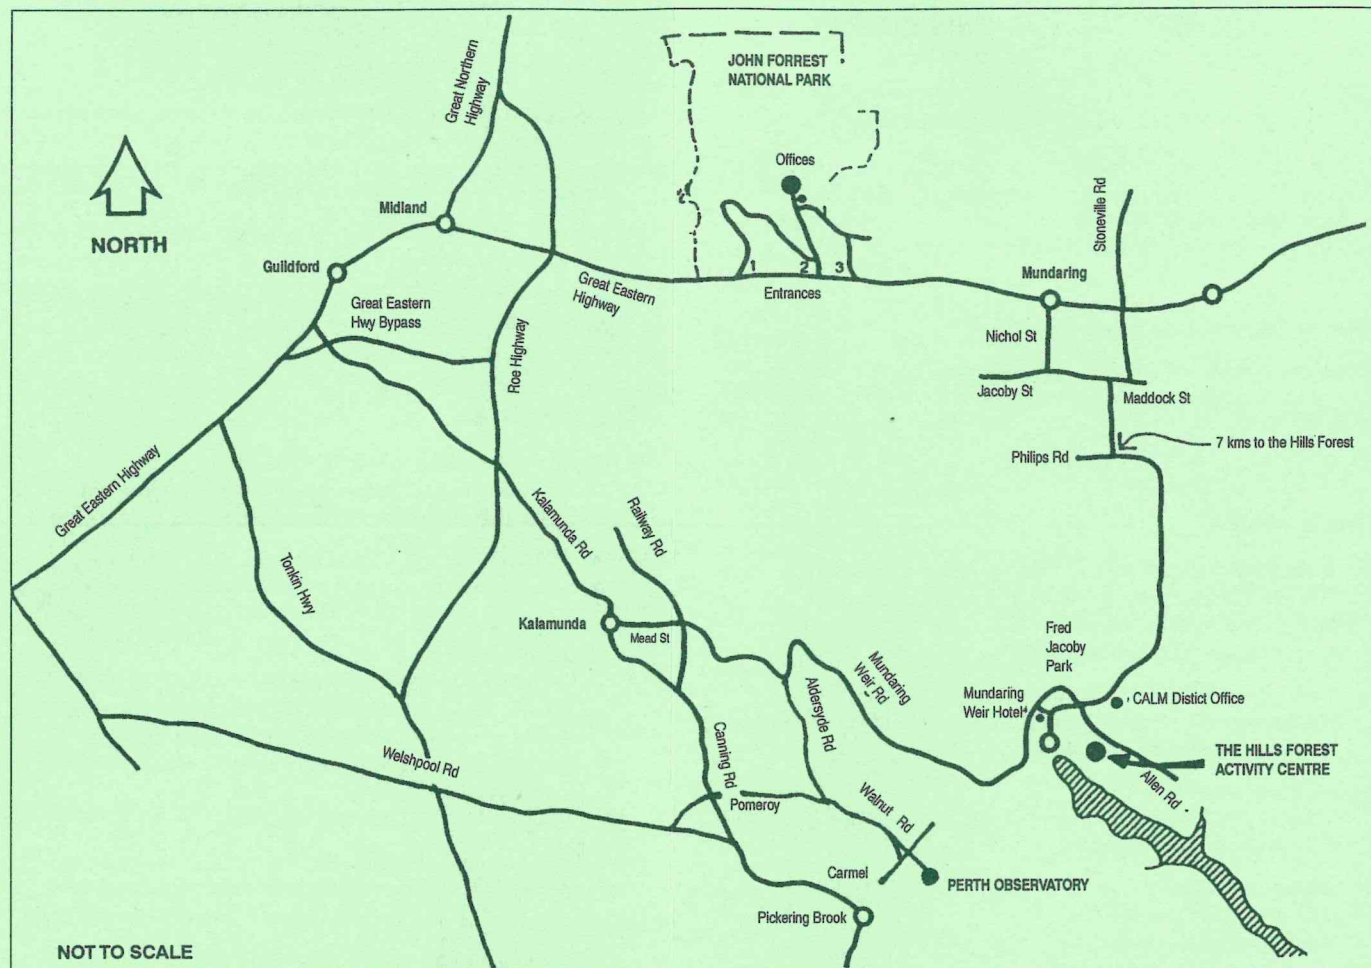 JOHN FORREST
NATIONAL PARK
Great Northern
Highway
Offices
Stoneville Rd
Midland
NORTH
Guildford
1
2
3
Great Eastern
Highway
Entrances
Mundaring
Great Eastern
Hwy Bypass
Roe Highway
Nichol St
Jacoby St
Maddock St
7 kms to the Hills Forest
Philips Rd
Great Eastern Highway
Kalamunda Rd
Railway Rd
Tonkin Hwy
Kalamunda
Mead St
Fred
Jacoby
Park
Mundaring
Weir Rd
Aldersyde Rd
Mundaring
Weir Hotel
CALM Distict Office
THE HILLS FOREST
ACTIVITY CENTRE
Allen Rd
Canning Rd
Welshpool Rd
Pomeroy
Walnut Rd
Carmel
PERTH OBSERVATORY
Pickering Brook
NOT TO SCALE